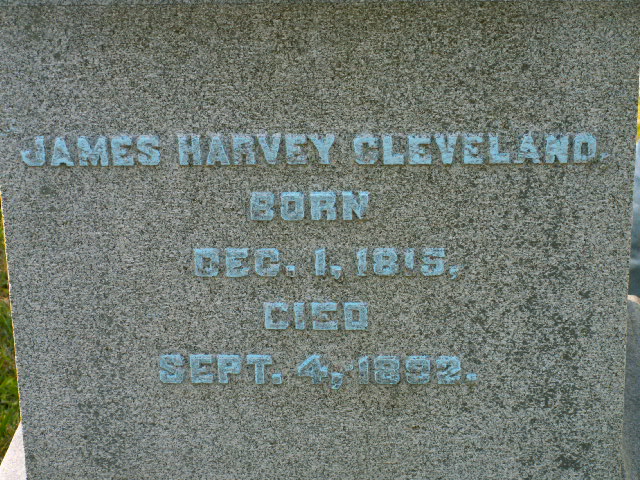 JAMES HARVEY CLEVELAND.
BORN
DEC. 1, 1815,
DIED
SEPT. 4, 1892.